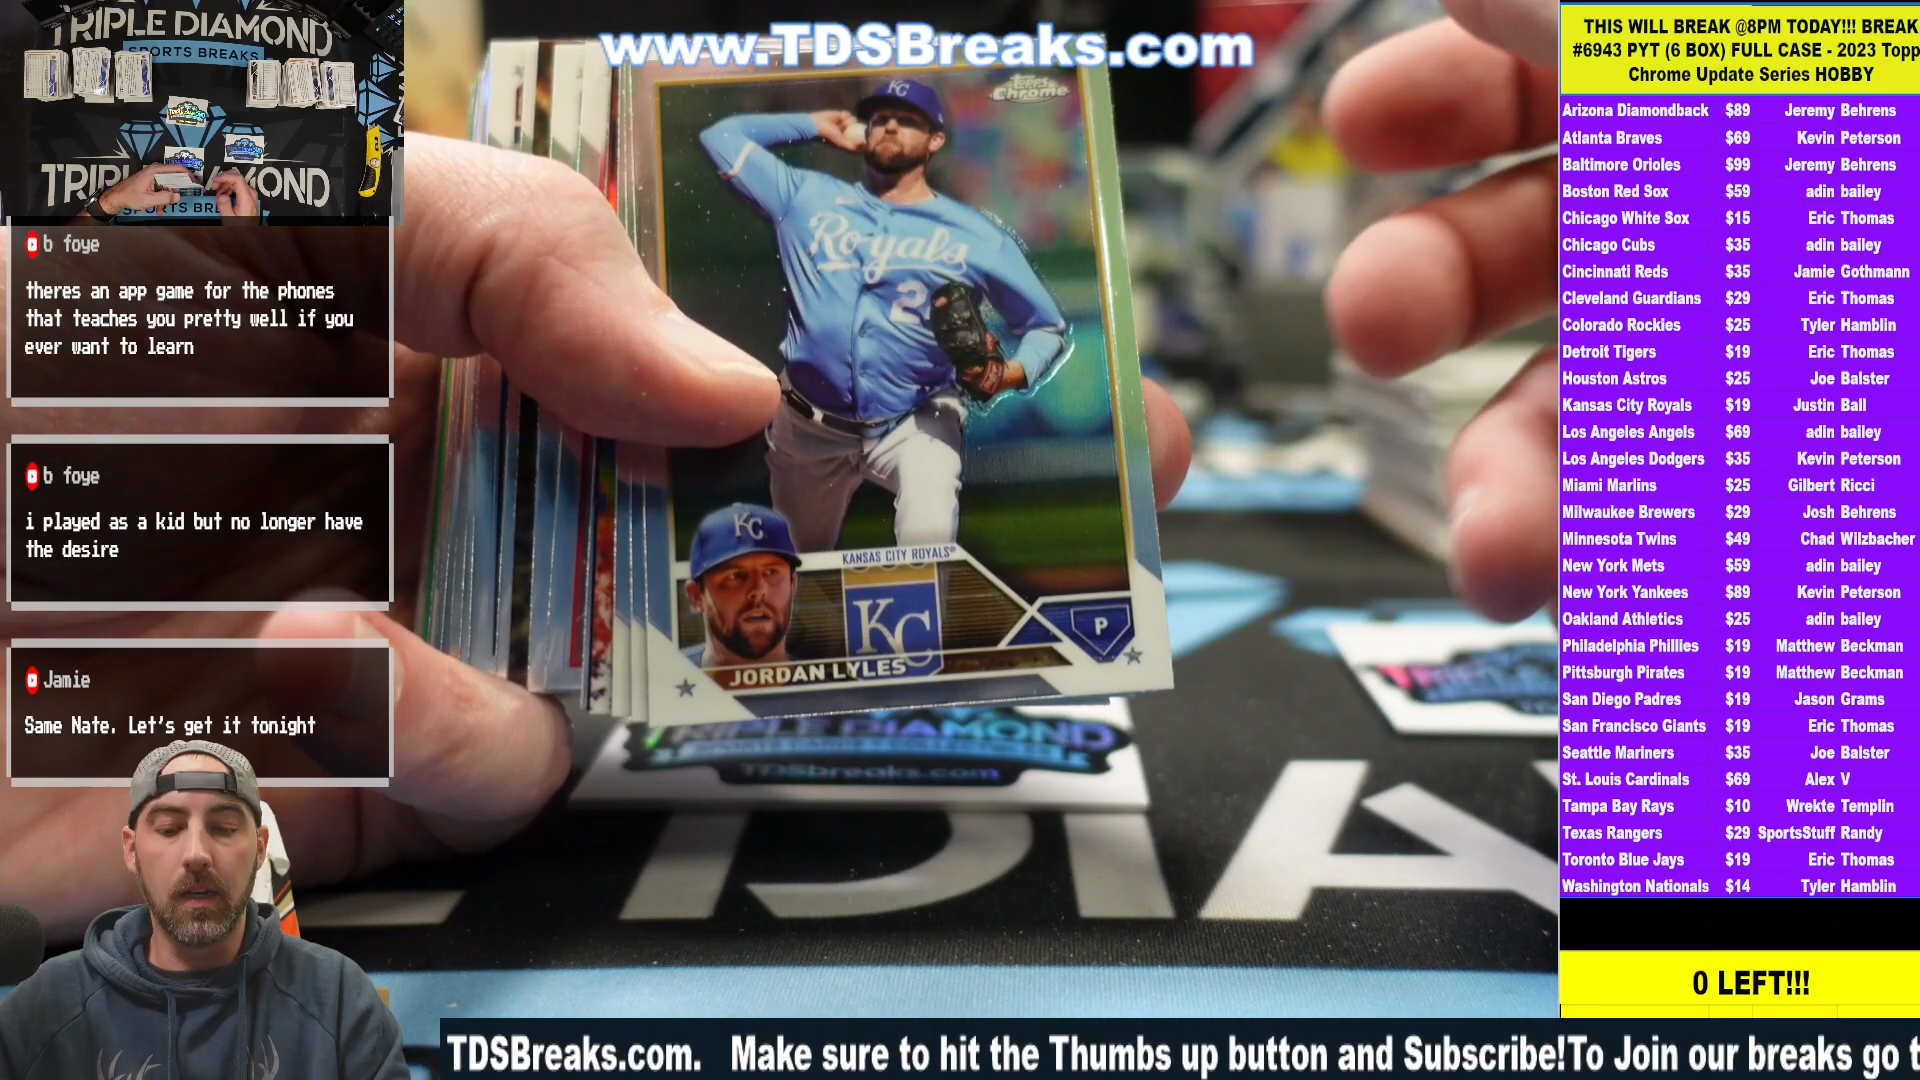 TRIPLE DIAMOND
SPORTS BREAKS
TRIPLE DIAMOND
SPORTS BRE
www.TDSBreaks.com
b foye
theres an app game for the phones
that teaches you pretty well if you
ever want to learn
b foye
i played as a kid but no longer have
the desire
Jamie
Same Nate. Let's get it tonight
Topps
Chrome
Royals
2
KC
KANSAS CITY ROYALS®
KC
P
JORDAN LYLES
TRIPLE DIAMOND
TDSbreaks.com
THIS WILL BREAK @8PM TODAY!!! BREAK
#6943 PYT (6 BOX) FULL CASE - 2023 Topp
Chrome Update Series HOBBY
Arizona Diamondback $89 Jeremy Behrens
Atlanta Braves $69 Kevin Peterson
Baltimore Orioles $99 Jeremy Behrens
Boston Red Sox $59 adin bailey
Chicago White Sox $15 Eric Thomas
Chicago Cubs $35 adin bailey
Cincinnati Reds $35 Jamie Gothmann
Cleveland Guardians $29 Eric Thomas
Colorado Rockies $25 Tyler Hamblin
Detroit Tigers $19 Eric Thomas
Houston Astros $25 Joe Balster
Kansas City Royals $19 Justin Ball
Los Angeles Angels $69 adin bailey
Los Angeles Dodgers $35 Kevin Peterson
Miami Marlins $25 Gilbert Ricci
Milwaukee Brewers $29 Josh Behrens
Minnesota Twins $49 Chad Wilzbacher
New York Mets $59 adin bailey
New York Yankees $89 Kevin Peterson
Oakland Athletics $25 adin bailey
Philadelphia Phillies $19 Matthew Beckman
Pittsburgh Pirates $19 Matthew Beckman
San Diego Padres $19 Jason Grams
San Francisco Giants $19 Eric Thomas
Seattle Mariners $35 Joe Balster
St. Louis Cardinals $69 Alex V
Tampa Bay Rays $10 Wrekte Templin
Texas Rangers $29 SportsStuff Randy
Toronto Blue Jays $19 Eric Thomas
Washington Nationals $14 Tyler Hamblin
0 LEFT!!!
TDSBreaks.com. Make sure to hit the Thumbs up button and Subscribe!To Join our breaks go t